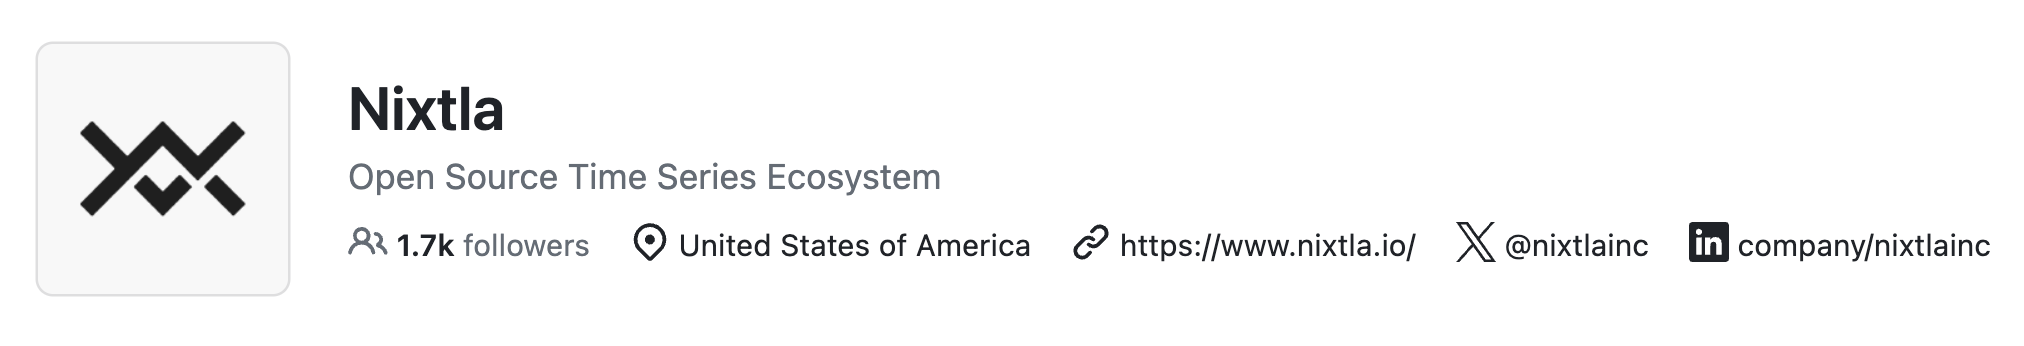 Nixtla
Open Source Time Series Ecosystem
1.7k followers United States of America https://www.nixtla.io/ @nixtlainc in company/nixtlainc